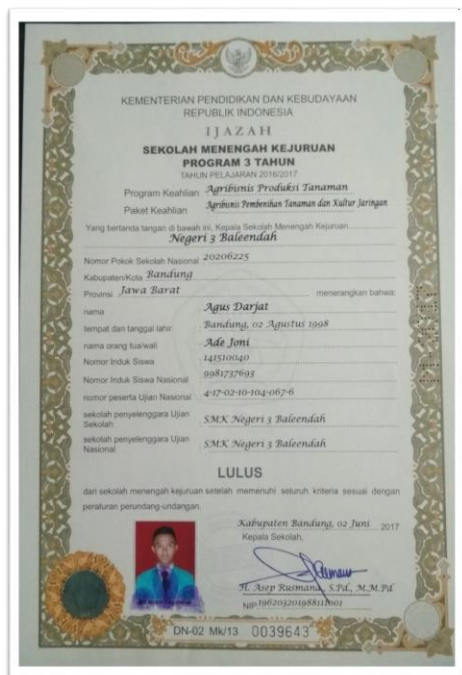 KEMENTERIAN PENDIDIKAN DAN KEBUDAYAAN
REPUBLIK INDONESIA
IJAZAH
SEKOLAH MENENGAH KEJURUAN
PROGRAM 3 TAHUN
TAHUN PELAJARAN 2016/2017
Program Keahlian Agribisnis Produksi Tanaman
Paket Keahlian Agribisnis Pembenihan Tanaman dan Kultur Jaringan
Yang bertanda tangan di bawah ini, Kepala Sekolah Menengah Kejuruan
Negeri 3 Baleendah
Nomor Pokok Sekolah Nasional 20206225
Kabupaten/Kota Bandung
Provinsi Jawa Barat menerangkan bahwa:
nama Agus Darjat
tempat dan tanggal lahir Bandung, 02 Agustus 1998
nama orang tua/wali Ade Joni
Nomor Induk Siswa 141510040
Nomor Induk Siswa Nasional 9981737693
nomor peserta Ujian Nasional 4-17-02-10-104-067-6
sekolah penyelenggara Ujian Sekolah SMK Negeri 3 Baleendah
sekolah penyelenggara Ujian Nasional SMK Negeri 3 Baleendah
LULUS
dari sekolah menengah kejuruan setelah memenuhi seluruh kriteria sesuai dengan
peraturan perundang-undangan.
Kabupaten Bandung, 02 Juni 2017
Kepala Sekolah,
H. Asep Rusmana, S.Pd., M.M.Pd
NIP
DN-02 Mk/13 0039643